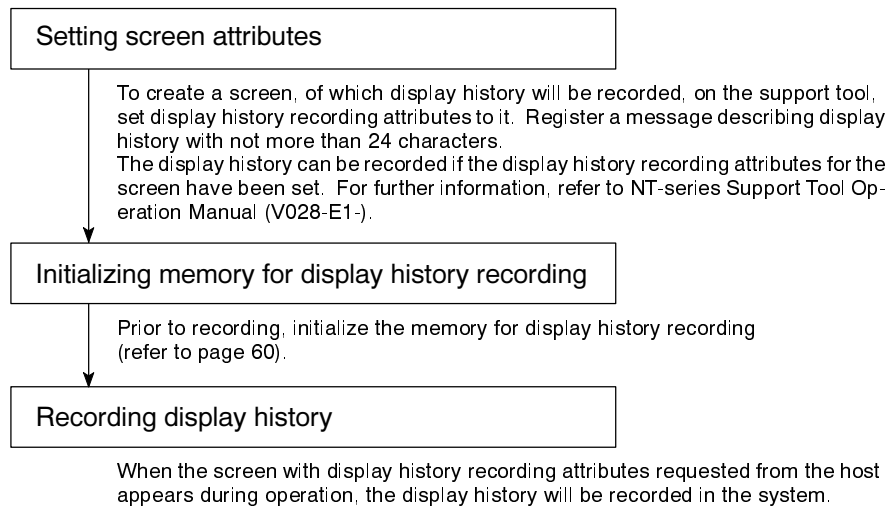 Setting screen attributes
To create a screen, of which display history will be recorded, on the support tool,
set display history recording attributes to it. Register a message describing display
history with not more than 24 characters.
The display history can be recorded if the display history recording attributes for the
screen have been set. For further information, refer to NT-series Support Tool Op-
eration Manual (V028-E1-).
Initializing memory for display history recording
Prior to recording, initialize the memory for display history recording
(refer to page 60).
Recording display history
When the screen with display history recording attributes requested from the host
appears during operation, the display history will be recorded in the system.